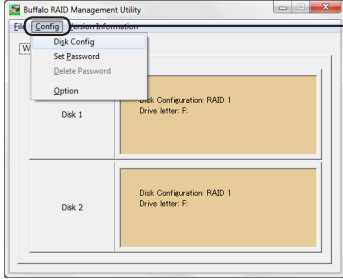 Buffalo RAID Management Utility
Config Version Information
Disk Config
Set Password
Delete Password
Option
Disk 1
Disk Configuration: RAID 1
Drive letter: F:
Disk 2
Disk Configuration: RAID 1
Drive letter: F: